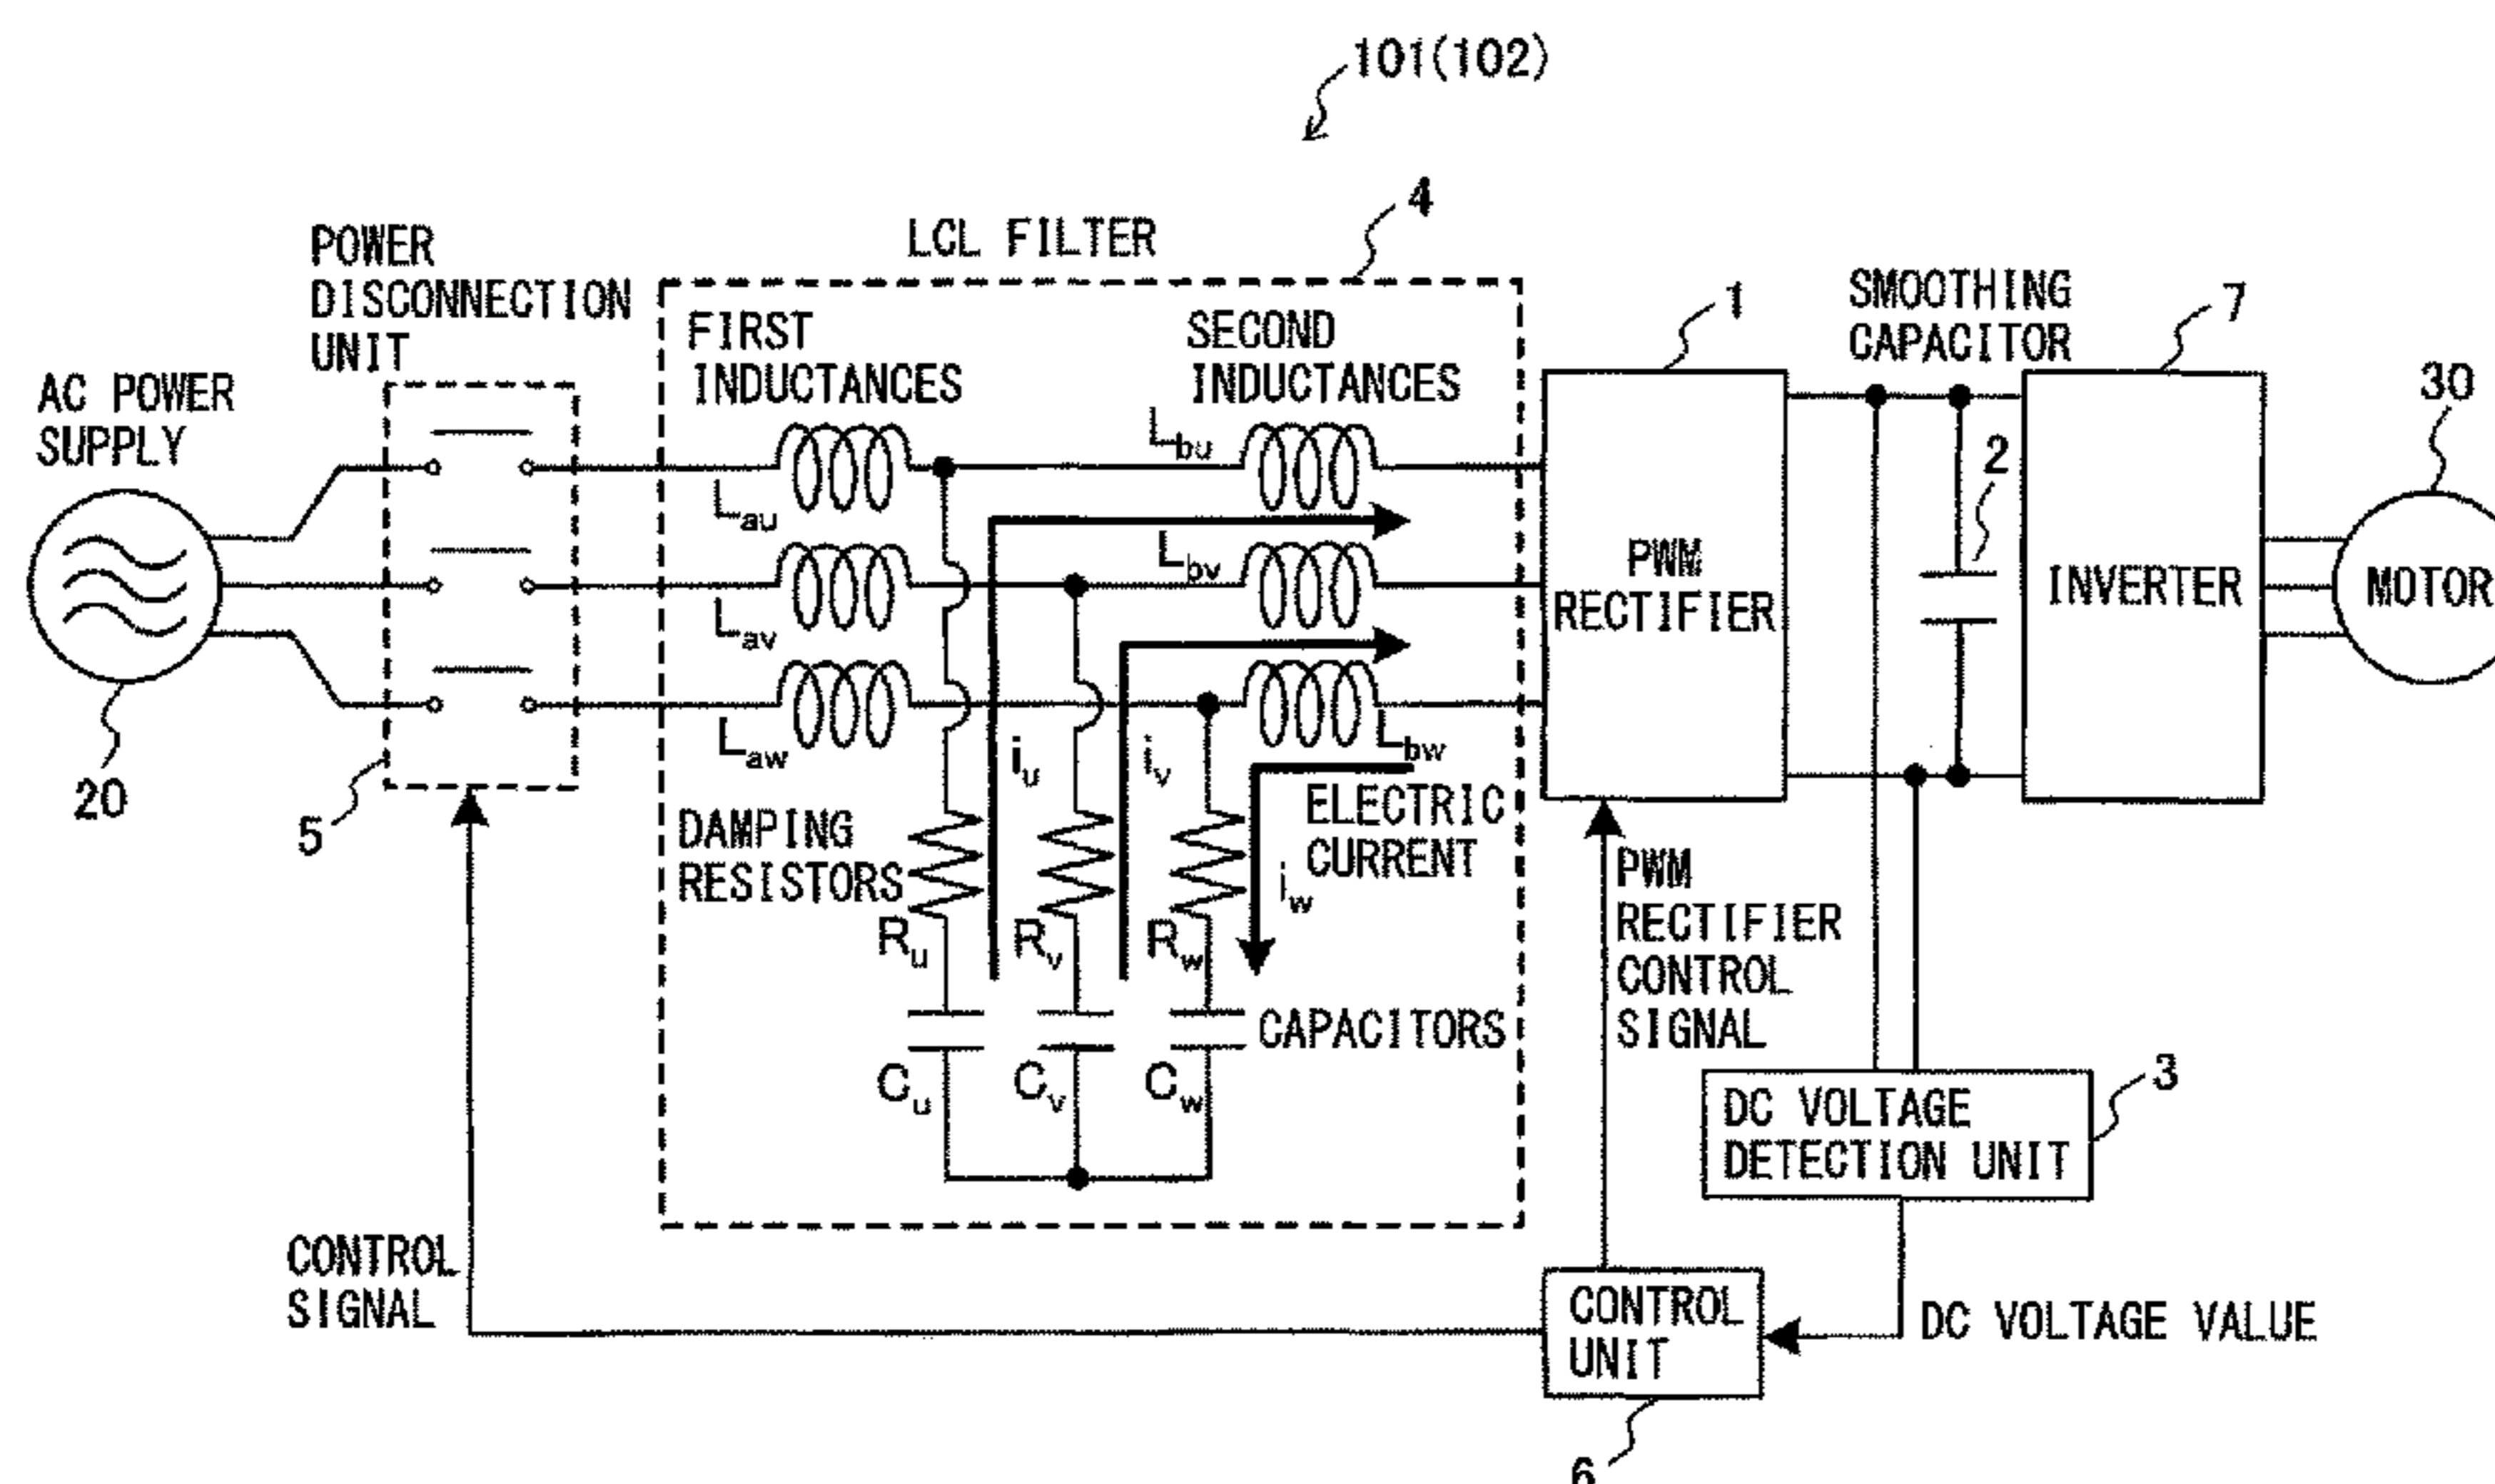 101(102)
4
LCL FILTER
POWER
DISCONNECTION
UNIT
AC POWER
SUPPLY
FIRST
INDUCTANCES
SECOND
INDUCTANCES
1
SMOOTHING
CAPACITOR
7
30
2
Lau
Lbu
Lav
Lbv
Law
Lbw
PWM
RECTIFIER
INVERTER
MOTOR
20
5
iu
iv
iw
ELECTRIC
CURRENT
DAMPING
RESISTORS
Ru
Rv
Rw
CAPACITORS
Cu
Cv
Cw
PWM
RECTIFIER
CONTROL
SIGNAL
DC VOLTAGE
DETECTION UNIT
3
CONTROL
SIGNAL
CONTROL
UNIT
DC VOLTAGE VALUE
6